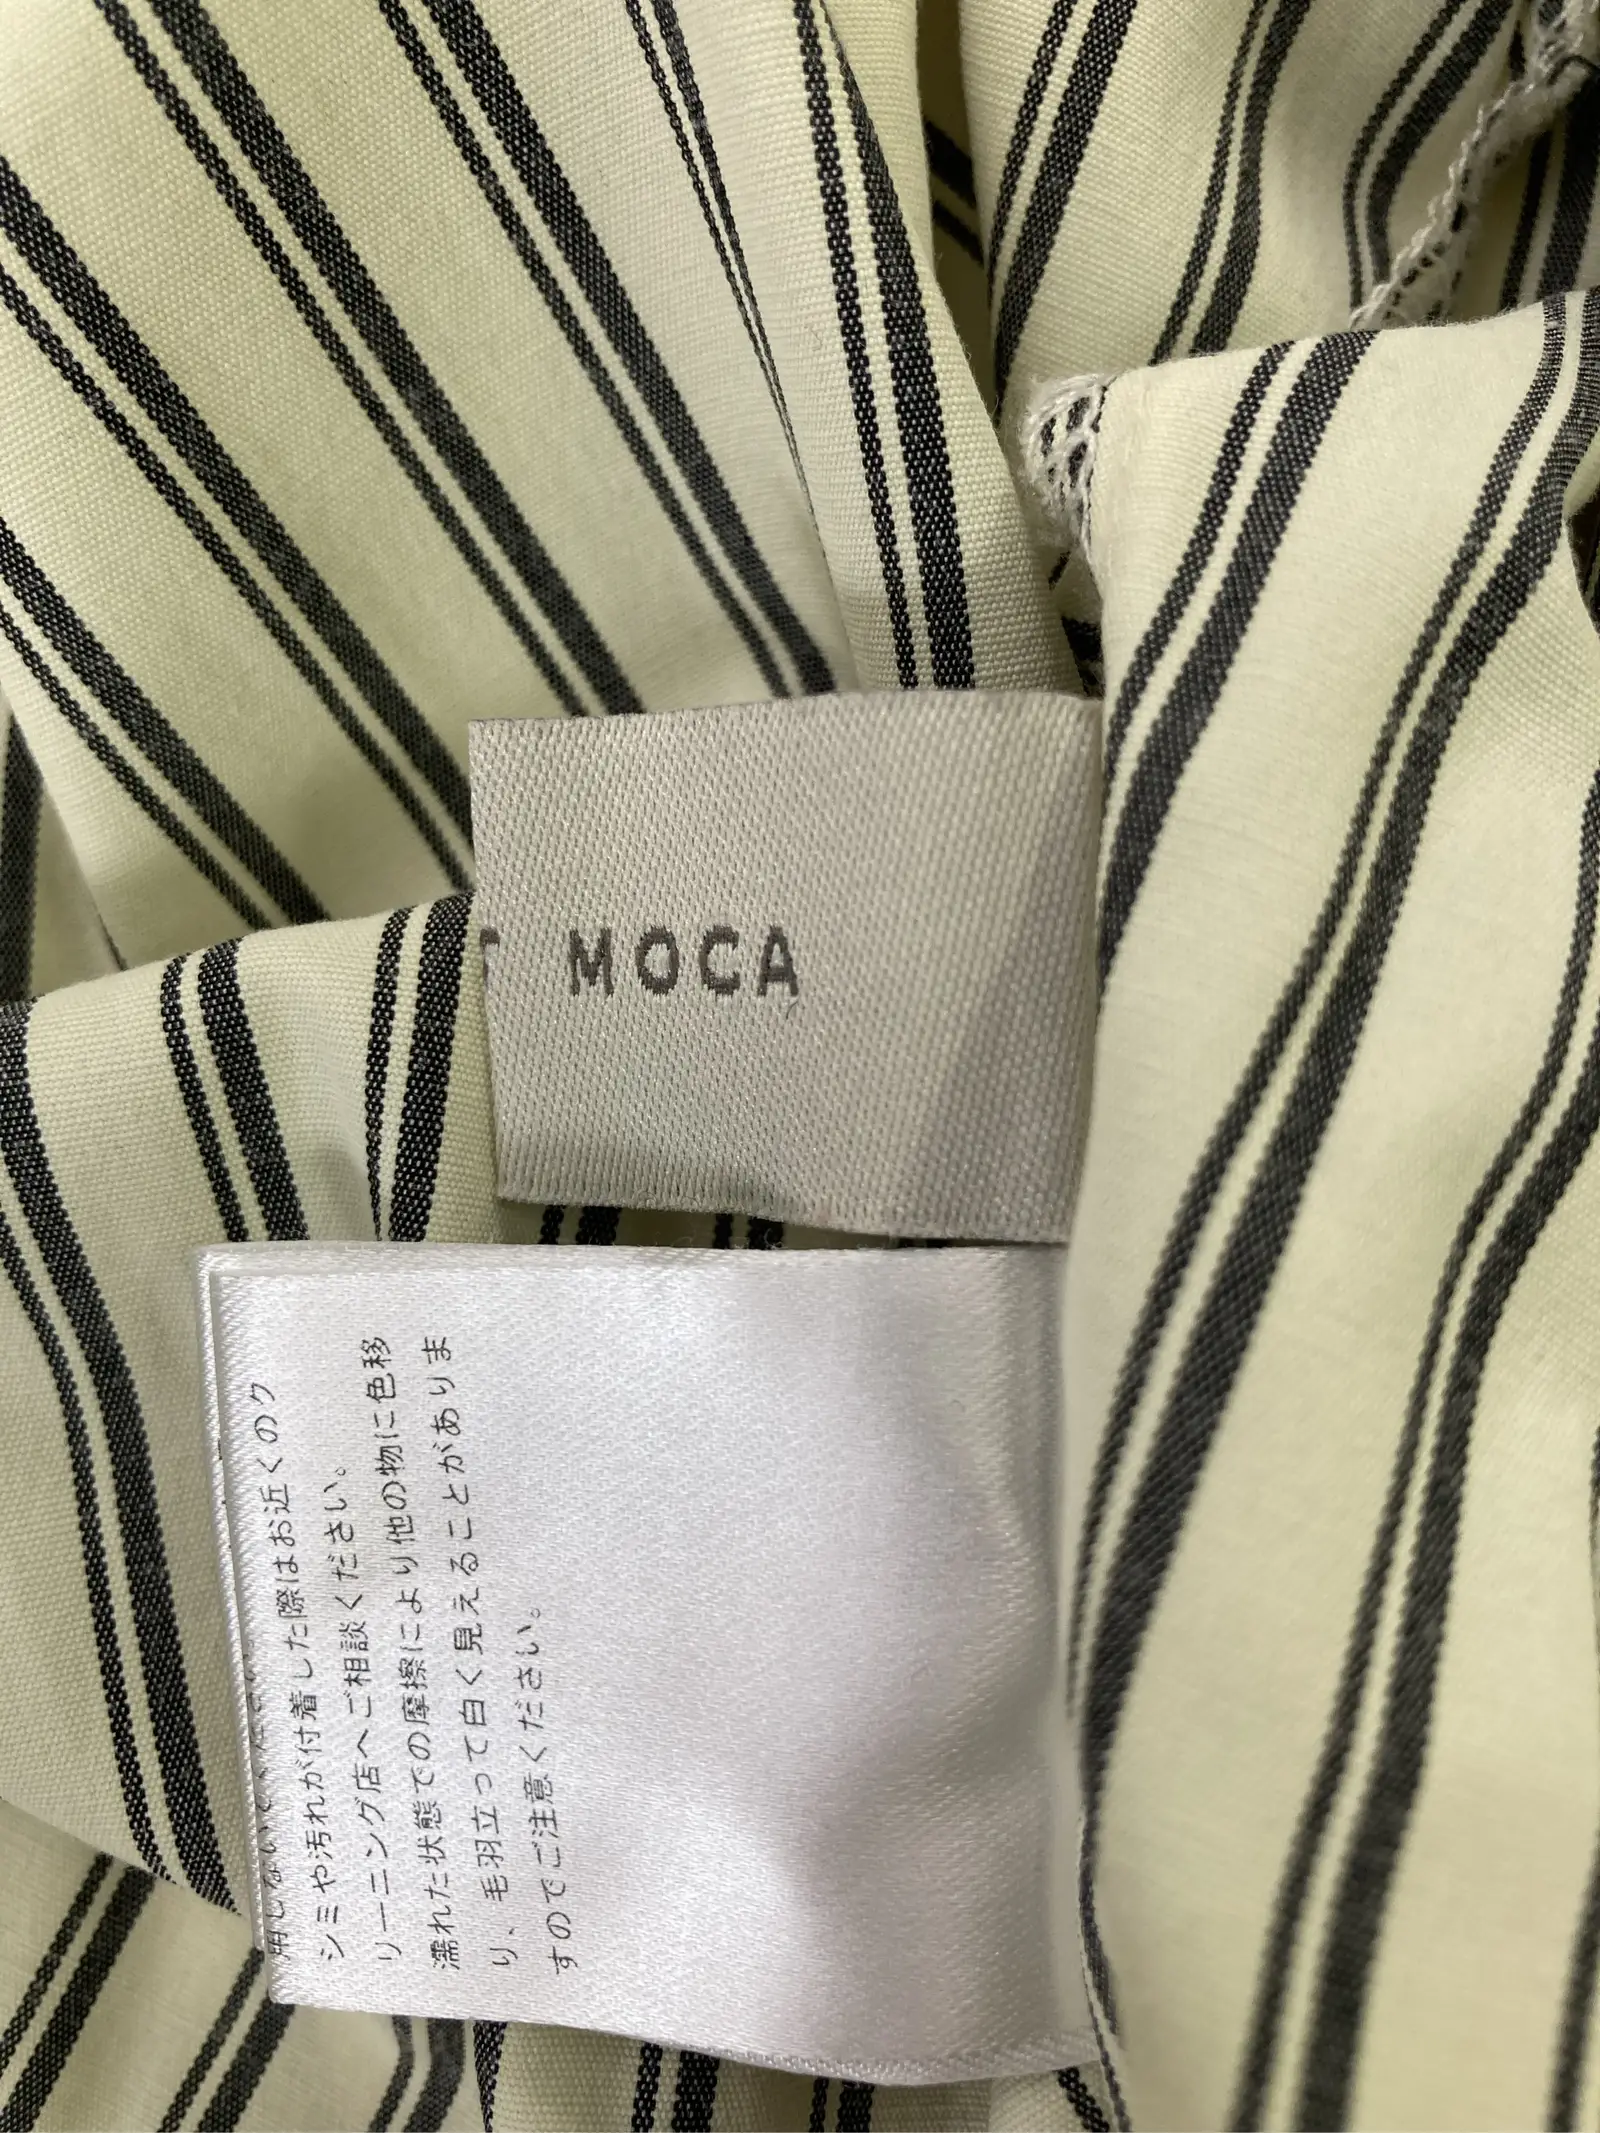 MOCA
シミや汚れが付着した際はお近くのク
リーニング店へご相談ください。
濡れた状態での摩擦により他の物に色移
り、毛羽立って白く見えることがありま
すのでご注意ください。